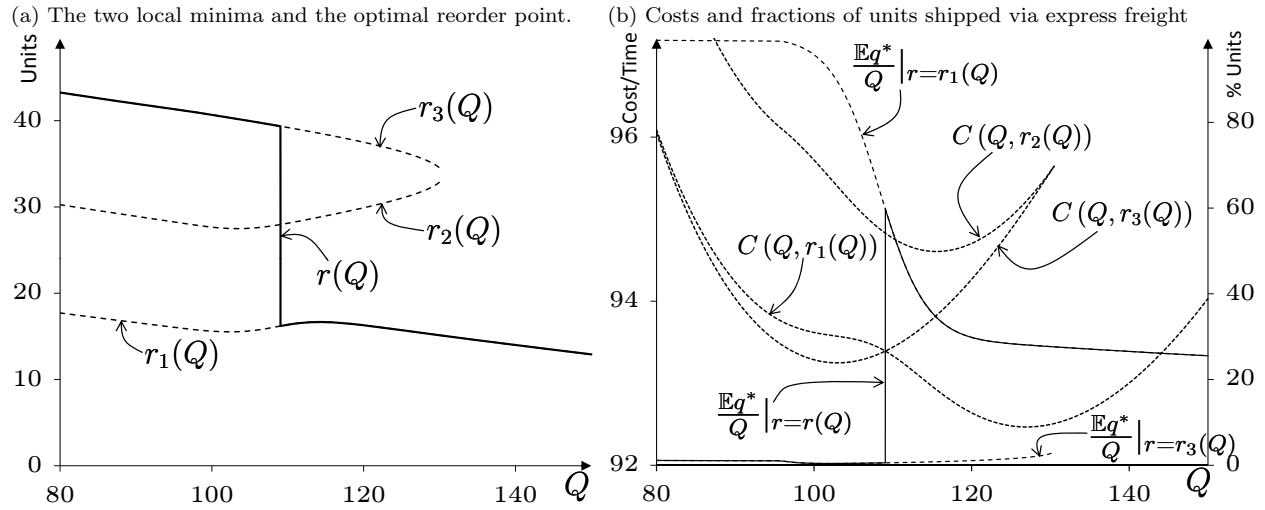 (a) The two local minima and the optimal reorder point.
Units
40
30
20
10
0
80
100
120
140
Q
r₃(Q)
r₂(Q)
r(Q)
r₁(Q)
(b) Costs and fractions of units shipped via express freight
Cost/Time
% Units
96
94
92
80
100
120
140
Q
80
60
40
20
0
𝔼q*/Q |r=r₁(Q)
C (Q, r₂(Q))
C (Q, r₃(Q))
C (Q, r₁(Q))
𝔼q*/Q |r=r(Q)
𝔼q*/Q |r=r₃(Q)